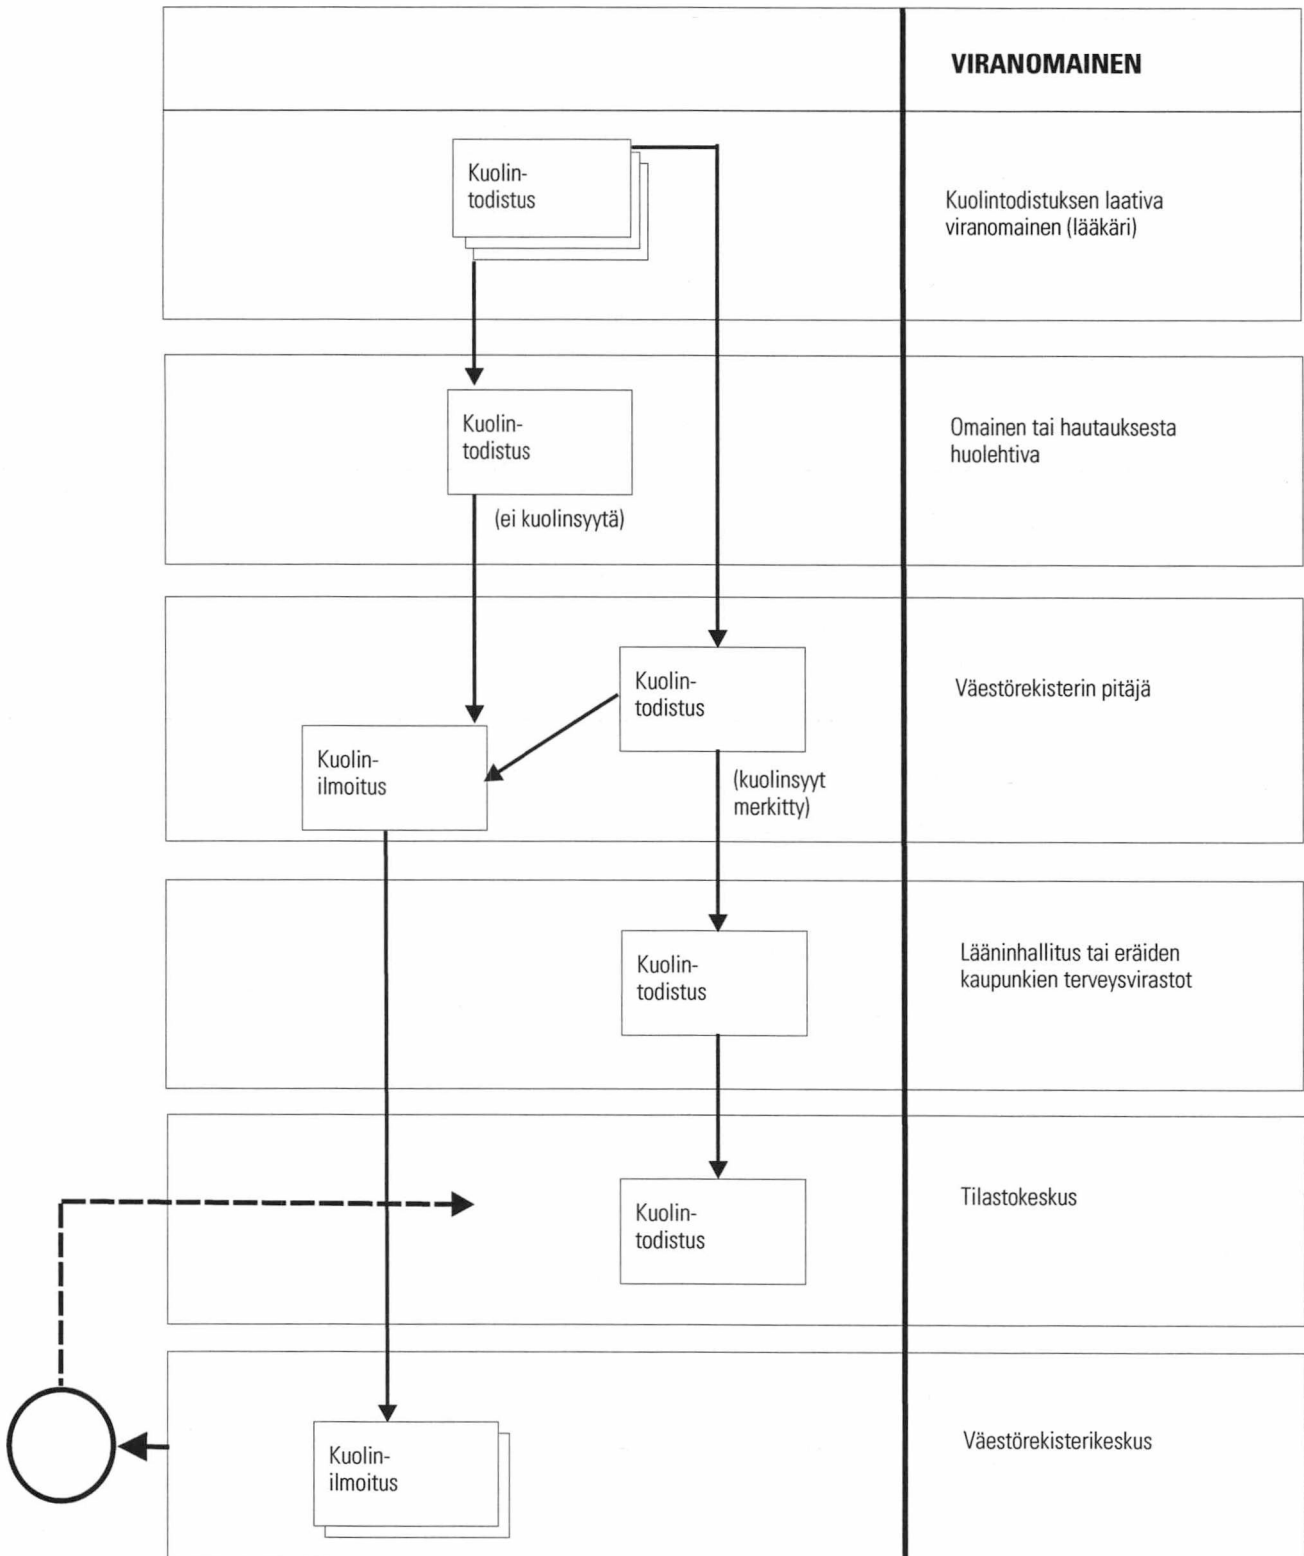 VIRANOMAINEN
Kuolin-
todistus
Kuolintodistuksen laativa
viranomainen (lääkäri)
Kuolin-
todistus
(ei kuolinsyytä)
Omainen tai hautauksesta
huolehtiva
Kuolin-
todistus
(kuolinsyyt
merkitty)
Kuolin-
ilmoitus
Väestörekisterin pitäjä
Kuolin-
todistus
Lääninhallitus tai eräiden
kaupunkien terveysvirastot
Kuolin-
todistus
Tilastokeskus
Kuolin-
ilmoitus
Väestörekisterikeskus